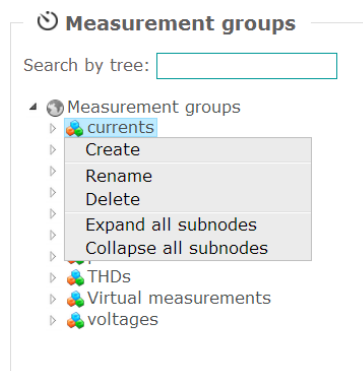 Measurement groups
Search by tree:
Measurement groups
currents
Create
Rename
Delete
Expand all subnodes
Collapse all subnodes
THDs
Virtual measurements
voltages